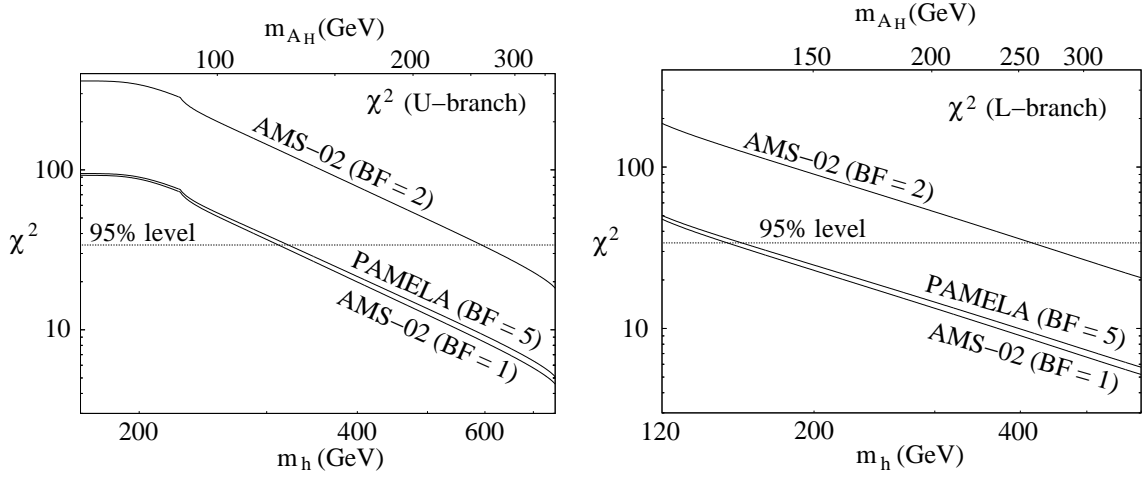 m_{A_H} (GeV)
100 200 300
χ² (U−branch)
AMS−02 (BF = 2)
100
95% level
χ²
PAMELA (BF = 5)
AMS−02 (BF = 1)
10
200 400 600
m_h (GeV)
m_{A_H} (GeV)
150 200 250 300
χ² (L−branch)
AMS−02 (BF = 2)
100
95% level
χ²
PAMELA (BF = 5)
10
AMS−02 (BF = 1)
120 200 400
m_h (GeV)